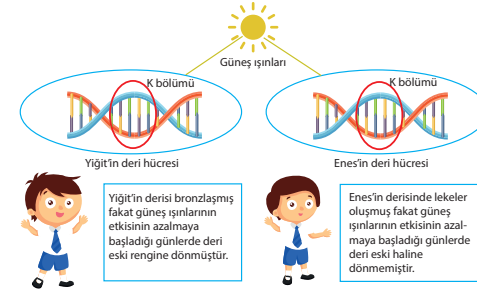 Güneş ışınları
K bölümü
K bölümü
Yiğit'in deri hücresi
Enes'in deri hücresi
Yiğit'in derisi bronzlaşmış
fakat güneş ışınlarının
etkisinin azalmaya
başladığı günlerde deri
eski rengine dönmüştür.
Enes'in derisinde lekeler
oluşmuş fakat güneş
ışınlarının etkisinin azal-
maya başladığı günlerde
deri eski haline
dönmemiştir.